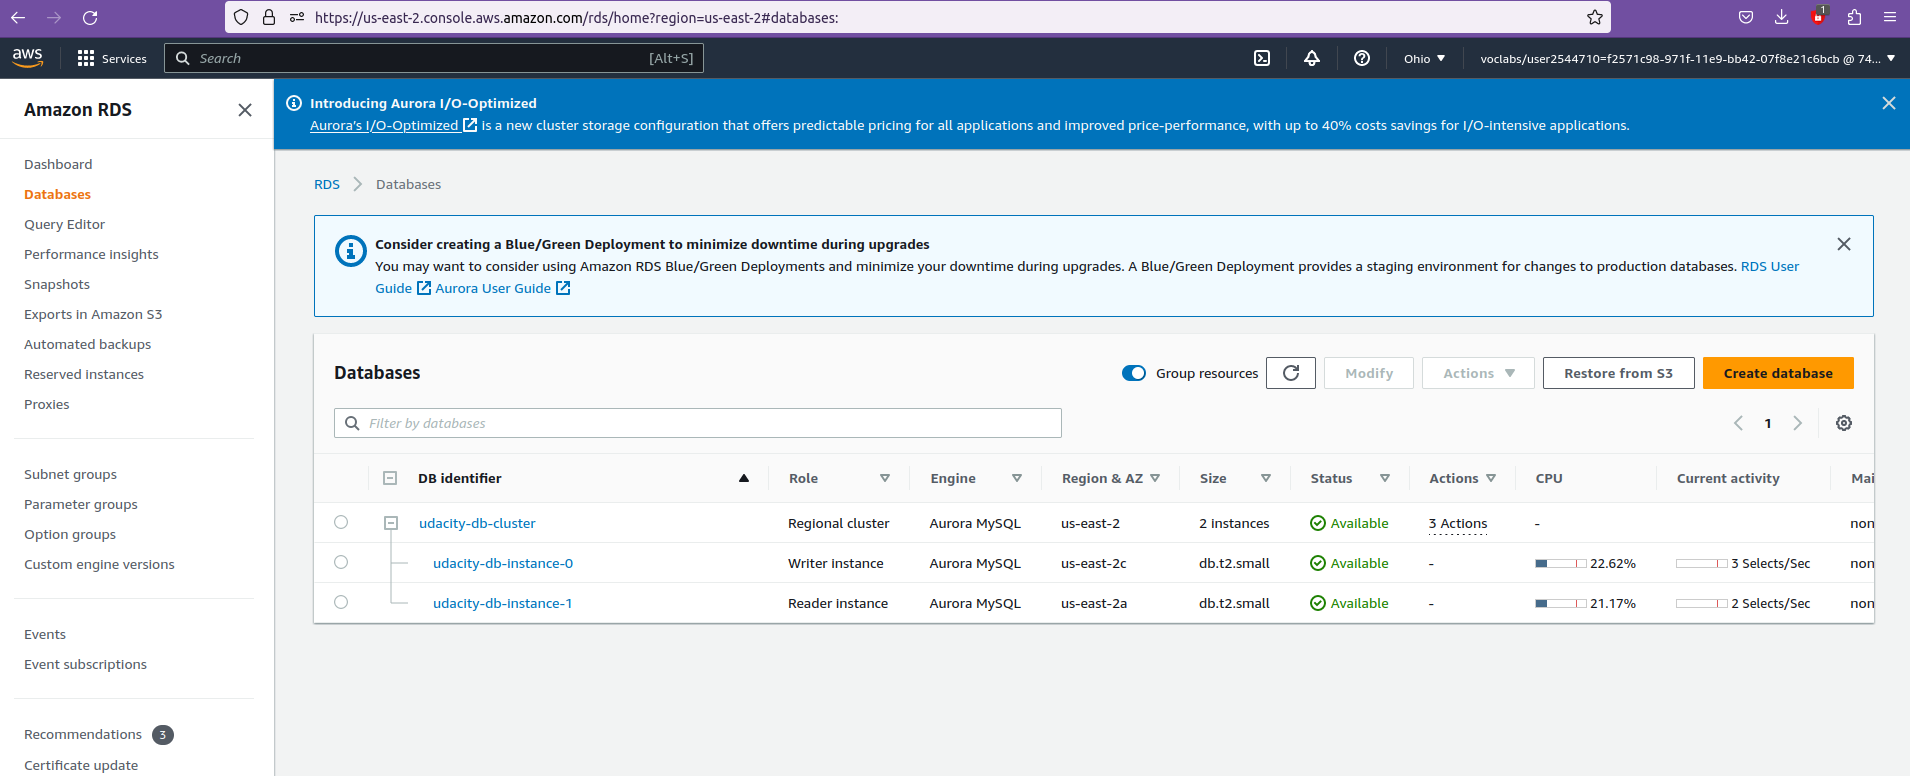 https://us-east-2.console.aws.amazon.com/rds/home?region=us-east-2#databases:
1
aws
Services
Search
[Alt+S]
Ohio
voclabs/user2544710=f2571c98-971f-11e9-bb42-07f8e21c6bcb @ 74...
Amazon RDS
Dashboard
Databases
Query Editor
Performance insights
Snapshots
Exports in Amazon S3
Automated backups
Reserved instances
Proxies
Subnet groups
Parameter groups
Option groups
Custom engine versions
Events
Event subscriptions
Recommendations 3
Certificate update
Introducing Aurora I/O-Optimized
Aurora's I/O-Optimized is a new cluster storage configuration that offers predictable pricing for all applications and improved price-performance, with up to 40% costs savings for I/O-intensive applications.
RDS
Databases
Consider creating a Blue/Green Deployment to minimize downtime during upgrades
You may want to consider using Amazon RDS Blue/Green Deployments and minimize your downtime during upgrades. A Blue/Green Deployment provides a staging environment for changes to production databases. RDS User
Guide Aurora User Guide
Databases
Group resources
Modify
Actions
Restore from S3
Create database
Filter by databases
1
DB identifier Role Engine Region & AZ Size Status Actions CPU Current activity Mai
udacity-db-cluster Regional cluster Aurora MySQL us-east-2 2 instances Available 3 Actions - non
udacity-db-instance-0 Writer instance Aurora MySQL us-east-2c db.t2.small Available - 22.62% 3 Selects/Sec non
udacity-db-instance-1 Reader instance Aurora MySQL us-east-2a db.t2.small Available - 21.17% 2 Selects/Sec non